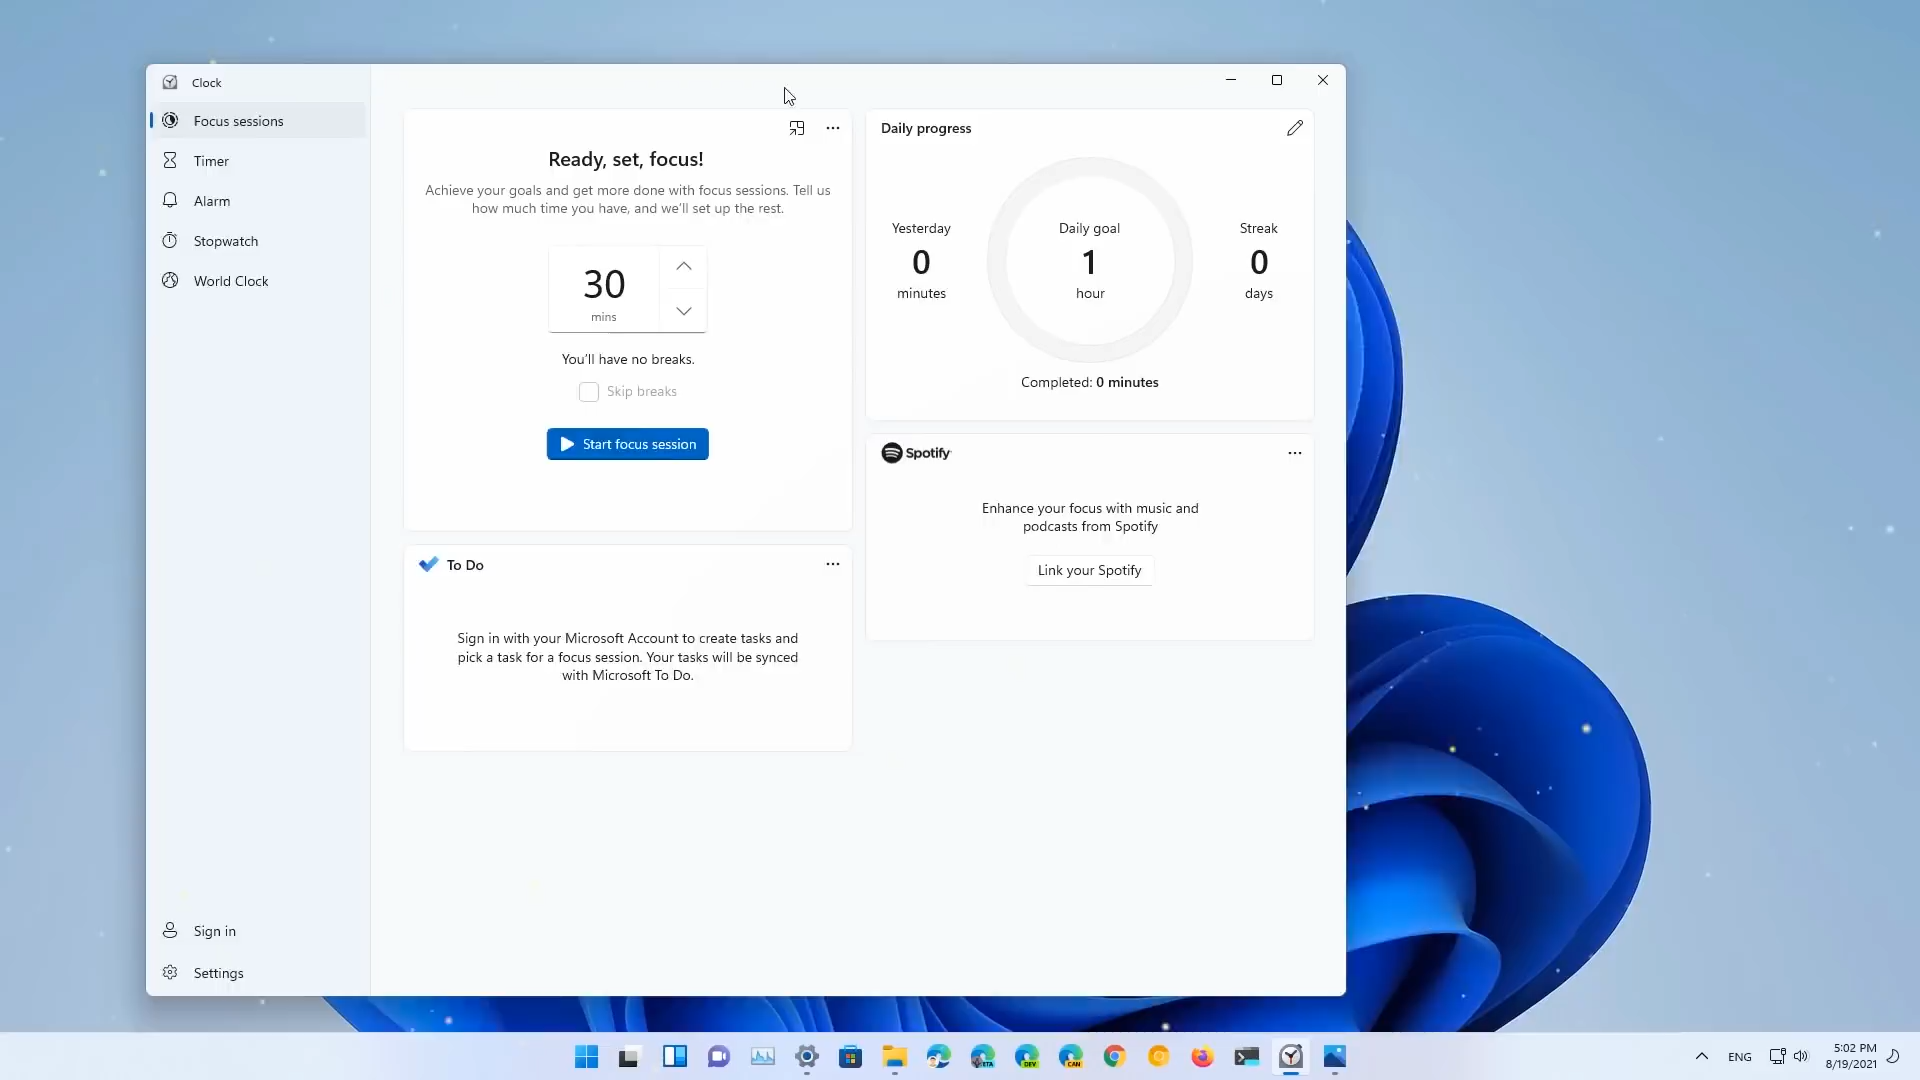 Clock
Focus sessions
Timer
Alarm
Stopwatch
World Clock
Sign in
Settings
Ready, set, focus!
Achieve your goals and get more done with focus sessions. Tell us
how much time you have, and we'll set up the rest.
30
mins
You'll have no breaks.
Skip breaks
Start focus session
To Do
Sign in with your Microsoft Account to create tasks and
pick a task for a focus session. Your tasks will be synced
with Microsoft To Do.
Daily progress
Yesterday
0
minutes
Daily goal
1
hour
Streak
0
days
Completed: 0 minutes
Spotify
Enhance your focus with music and
podcasts from Spotify
Link your Spotify
BETA
DEV
CAN
ENG
5:02 PM
8/19/2021